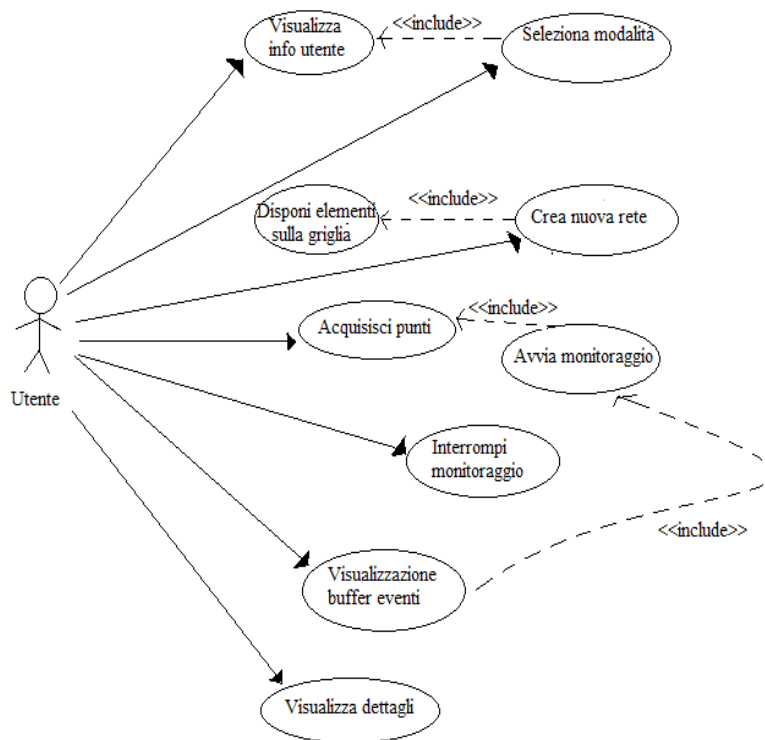 Visualizza
info utente
<<include>>
Seleziona modalità
Disponi elementi
sulla griglia
<<include>>
Crea nuova rete
Acquisisci punti
<<include>>
Avvia monitoraggio
Utente
Interrompi
monitoraggio
<<include>>
Visualizzazione
buffer eventi
Visualizza dettagli